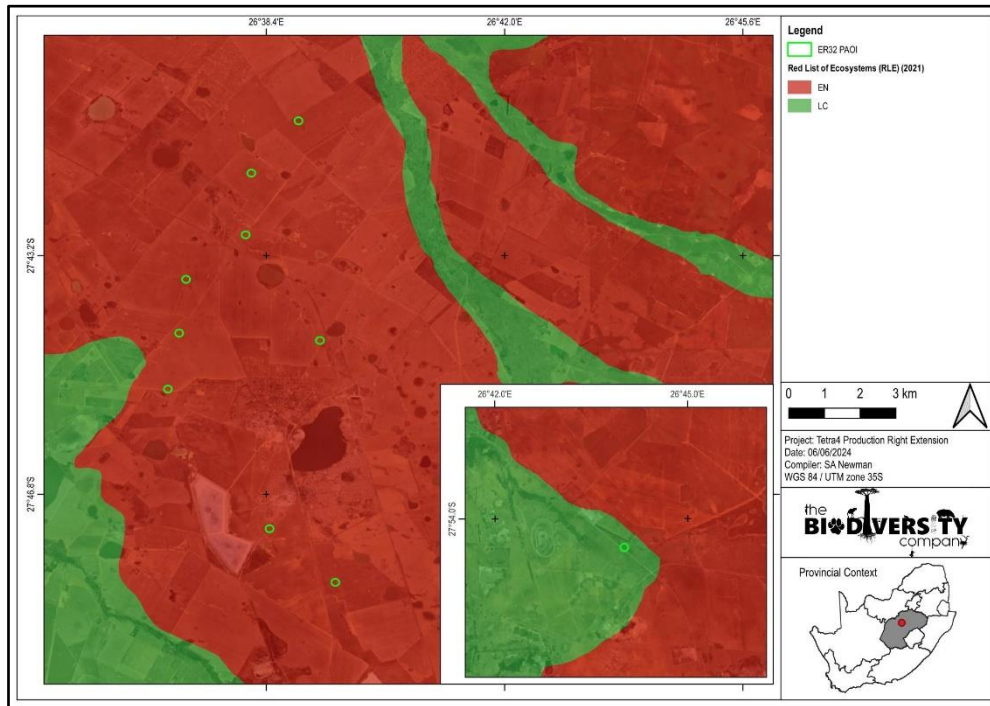 26°38.4'E 26°42.0'E 26°45.6'E
27°43.2'S
27°46.8'S
26°42.0'E 26°45.0'E
27°54.0'S
Legend
ER32 PAOI
Red List of Ecosystems (RLE) (2021)
EN
LC
0 1 2 3 km
Project: Tetra4 Production Right Extension
Date: 06/06/2024
Compiler: SA Newman
WGS 84 / UTM zone 35S
the
BIODIVERSITY
company
Provincial Context